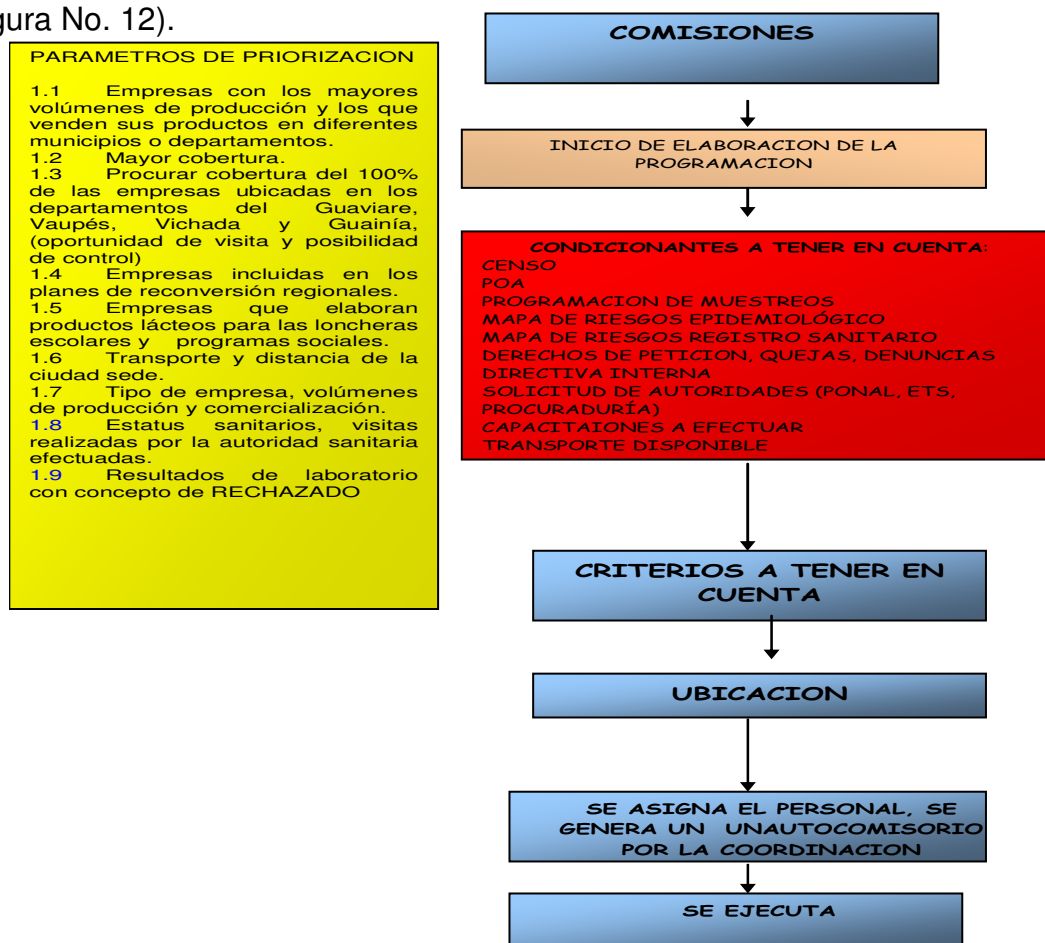 gura No. 12).
PARAMETROS DE PRIORIZACION
1.1 Empresas con los mayores
volúmenes de producción y los que
venden sus productos en diferentes
municipios o departamentos.
1.2 Mayor cobertura.
1.3 Procurar cobertura del 100%
de las empresas ubicadas en los
departamentos del Guaviare,
Vaupés, Vichada y Guainía,
(oportunidad de visita y posibilidad
de control)
1.4 Empresas incluidas en los
planes de reconversión regionales.
1.5 Empresas que elaboran
productos lácteos para las loncheras
escolares y programas sociales.
1.6 Transporte y distancia de la
ciudad sede.
1.7 Tipo de empresa, volúmenes
de producción y comercialización.
1.8 Estatus sanitarios, visitas
realizadas por la autoridad sanitaria
efectuadas.
1.9 Resultados de laboratorio
con concepto de RECHAZADO
COMISIONES
INICIO DE ELABORACION DE LA
PROGRAMACION
CONDICIONANTES A TENER EN CUENTA:
CENSO
POA
PROGRAMACION DE MUESTREOS
MAPA DE RIESGOS EPIDEMIOLÓGICO
MAPA DE RIESGOS REGISTRO SANITARIO
DERECHOS DE PETICION, QUEJAS, DENUNCIAS
DIRECTIVA INTERNA
SOLICITUD DE AUTORIDADES (PONAL, ETS,
PROCURADURÍA)
CAPACITAIONES A EFECTUAR
TRANSPORTE DISPONIBLE
CRITERIOS A TENER EN
CUENTA
UBICACION
SE ASIGNA EL PERSONAL, SE
GENERA UN UNAUTOCOMISORIO
POR LA COORDINACION
SE EJECUTA